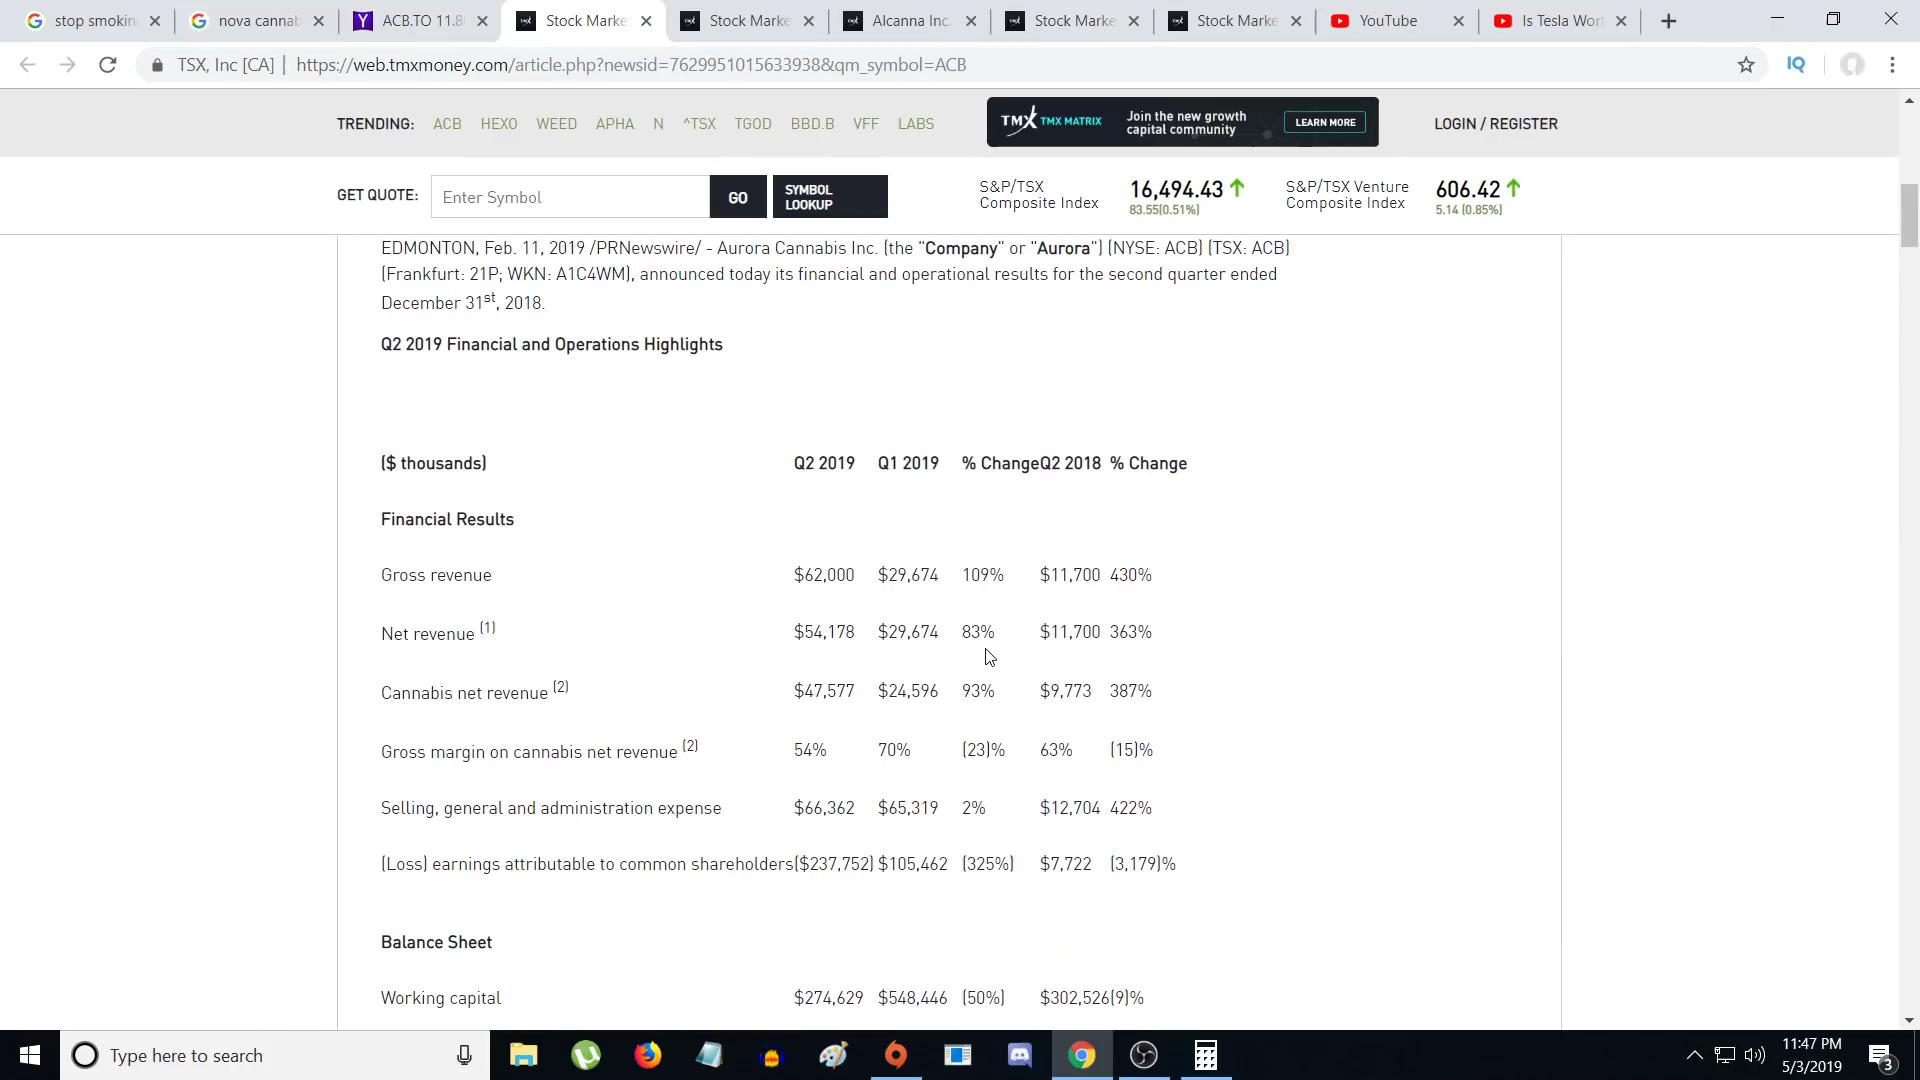 stop smokin
nova cannab
ACB.TO 11.8
Stock Marke
Stock Marke
Alcanna Inc.
Stock Marke
Stock Marke
YouTube
Is Tesla Wor
TSX, Inc [CA] | https://web.tmxmoney.com/article.php?newsid=7629951015633938&qm_symbol=ACB
IQ
TRENDING: ACB HEXO WEED APHA N ^TSX TGOD BBD.B VFF LABS
TMX TMX MATRIX
Join the new growth
capital community
LEARN MORE
LOGIN / REGISTER
GET QUOTE: Enter Symbol GO
SYMBOL
LOOKUP
S&P/TSX
Composite Index
16,494.43
83.55(0.51%)
S&P/TSX Venture
Composite Index
606.42
5.14 (0.85%)
EDMONTON, Feb. 11, 2019 /PRNewswire/ - Aurora Cannabis Inc. (the "Company" or "Aurora") (NYSE: ACB) (TSX: ACB)
(Frankfurt: 21P; WKN: A1C4WM), announced today its financial and operational results for the second quarter ended
December 31st, 2018.
Q2 2019 Financial and Operations Highlights
($ thousands) Q2 2019 Q1 2019 % Change Q2 2018 % Change
Financial Results
Gross revenue $62,000 $29,674 109% $11,700 430%
Net revenue (1) $54,178 $29,674 83% $11,700 363%
Cannabis net revenue (2) $47,577 $24,596 93% $9,773 387%
Gross margin on cannabis net revenue (2) 54% 70% (23)% 63% (15)%
Selling, general and administration expense $66,362 $65,319 2% $12,704 422%
(Loss) earnings attributable to common shareholders ($237,752) $105,462 (325%) $7,722 (3,179)%
Balance Sheet
Working capital $274,629 $548,446 (50%) $302,526 (9)%
Type here to search
11:47 PM
5/3/2019
3